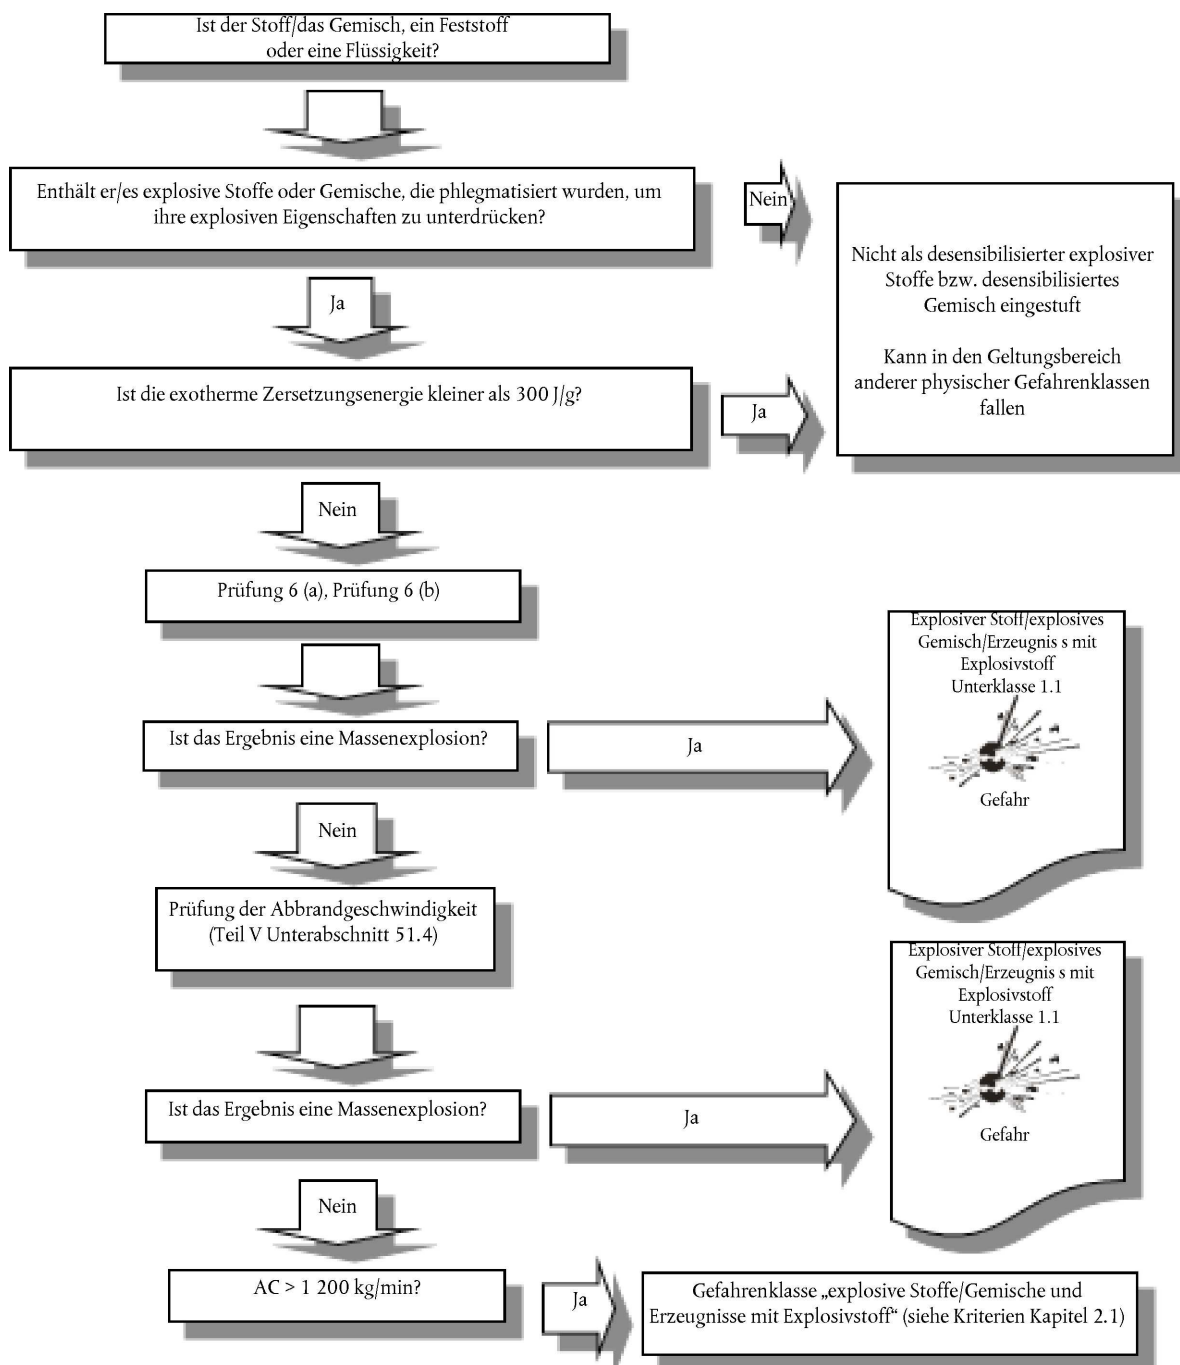 Ist der Stoff/das Gemisch, ein Feststoff
oder eine Flüssigkeit?
Enthält er/es explosive Stoffe oder Gemische, die phlegmatisiert wurden, um
ihre explosiven Eigenschaften zu unterdrücken?
Nein
Nicht als desensibilisierter explosiver
Stoffe bzw. desensibilisiertes
Gemisch eingestuft
Kann in den Geltungsbereich
anderer physischer Gefahrenklassen
fallen
Ja
Ist die exotherme Zersetzungsenergie kleiner als 300 J/g?
Ja
Nein
Prüfung 6 (a), Prüfung 6 (b)
Ist das Ergebnis eine Massenexplosion?
Ja
Explosiver Stoff/explosives
Gemisch/Erzeugnis s mit
Explosivstoff
Unterklasse 1.1
Gefahr
Nein
Prüfung der Abbrandgeschwindigkeit
(Teil V Unterabschnitt 51.4)
Ist das Ergebnis eine Massenexplosion?
Ja
Explosiver Stoff/explosives
Gemisch/Erzeugnis s mit
Explosivstoff
Unterklasse 1.1
Gefahr
Nein
AC > 1 200 kg/min?
Ja
Gefahrenklasse „explosive Stoffe/Gemische und
Erzeugnisse mit Explosivstoff“ (siehe Kriterien Kapitel 2.1)